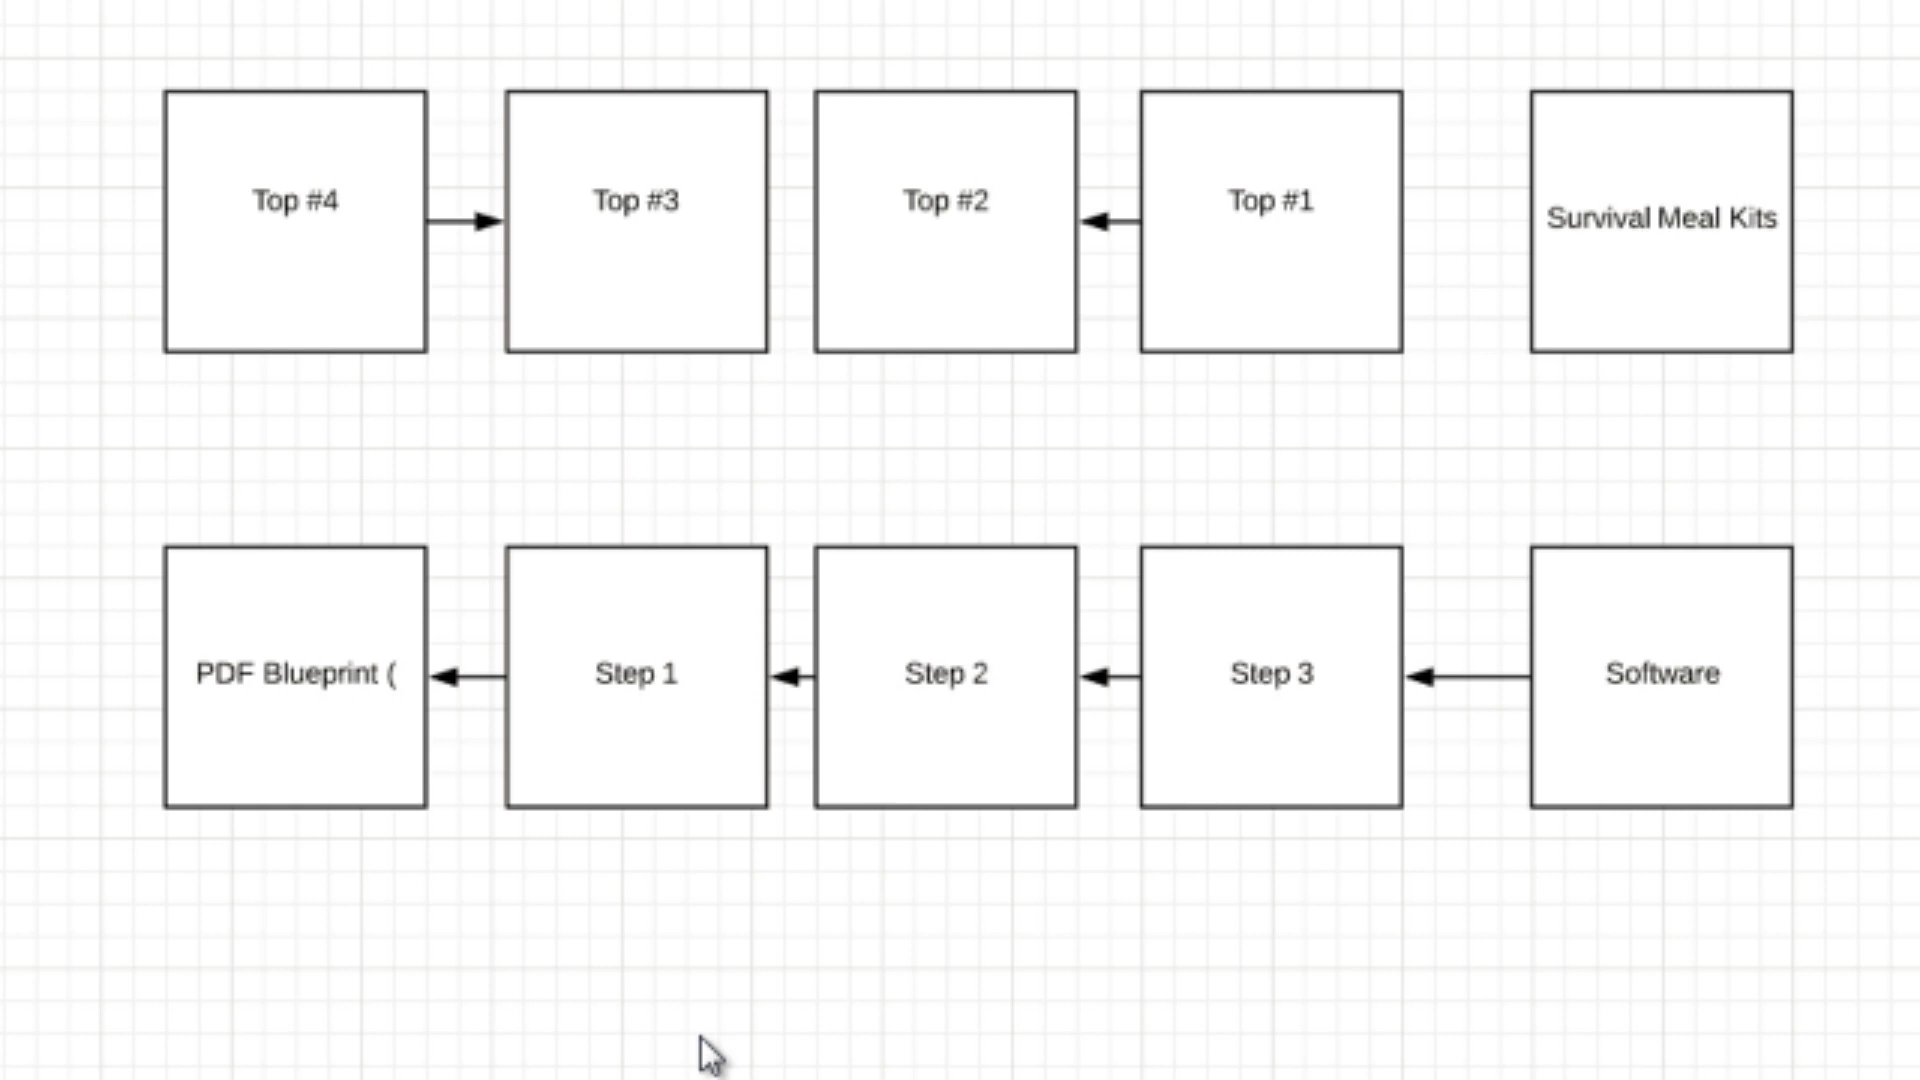 Top #4
Top #3
Top #2
Top #1
Survival Meal Kits
PDF Blueprint (
Step 1
Step 2
Step 3
Software